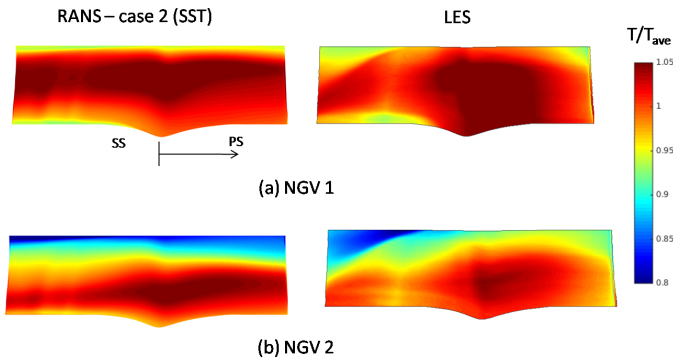 RANS – case 2 (SST)
LES
T/Tave
1.05
1
0.95
0.9
0.85
0.8
SS
PS
(a) NGV 1
(b) NGV 2